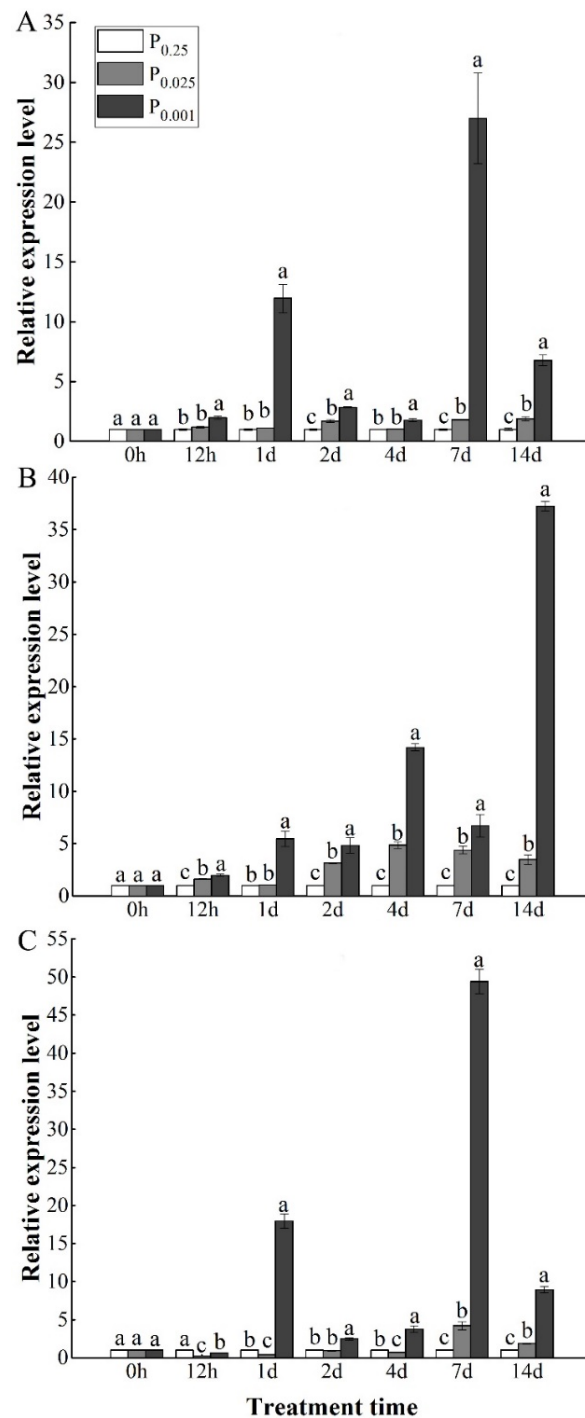 A
35
30
25
20
15
10
5
0
Relative expression level
P0.25
P0.025
P0.001
a a a
b b a
b b a
c b a
b b a
c b a
c b a
0h 12h 1d 2d 4d 7d 14d
B
40
35
30
25
20
15
10
5
0
Relative expression level
a a a
c b a
b b a
c b a
c b a
c b a
c b a
0h 12h 1d 2d 4d 7d 14d
C
55
50
45
40
35
30
25
20
15
10
5
0
Relative expression level
a a a
a c b
b c a
b b a
b c a
c b a
c b a
0h 12h 1d 2d 4d 7d 14d
Treatment time